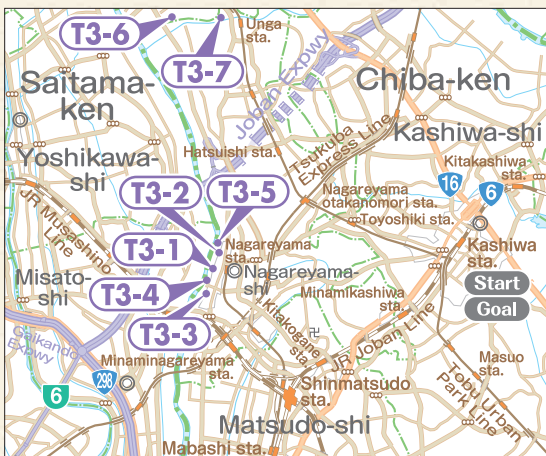 T3-6
Unga
sta.
T3-7
Joban Expwy
Saitama-
ken
Chiba-ken
Kashiwa-shi
Hatsuishi sta.
Tsukuba
Express Line
Kitakashiwa
sta.
Yoshikawa-
shi
16
6
T3-2
T3-5
Nagareyama
otakanomori sta.
Toyoshiki sta.
JR Musashino
Line
T3-1
Nagareyama
sta.
Kashiwa
sta.
Nagareyama-
shi
Misato-
shi
T3-4
Minamikashiwa
sta.
Start
Goal
T3-3
Kitakogane
sta.
卍
JR Joban Line
Gaikando
Expwy
Minaminagareyama
sta.
Masuo
sta.
298
6
Shinmatsudo
sta.
Tobu Urban
Park Line
Matsudo-shi
Mabashi sta.